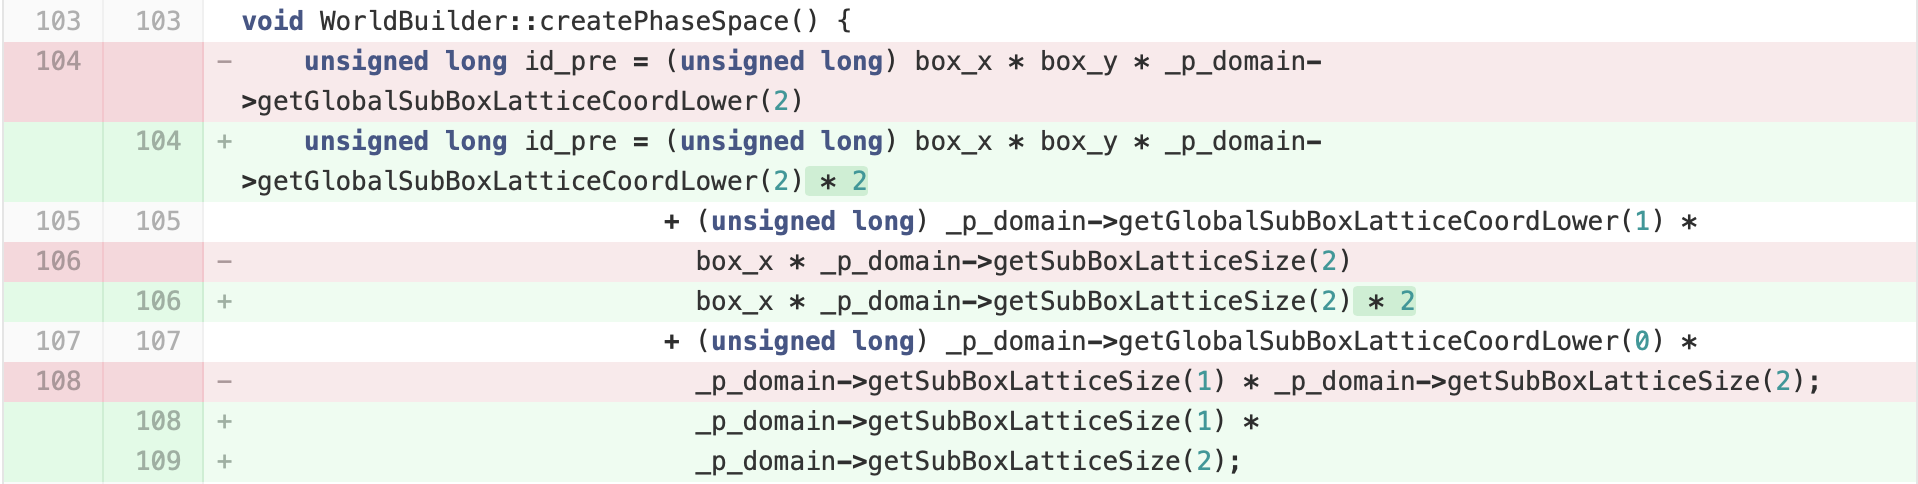 103 103 void WorldBuilder::createPhaseSpace() {
104 - unsigned long id_pre = (unsigned long) box_x * box_y * _p_domain-
>getGlobalSubBoxLatticeCoordLower(2)
104 + unsigned long id_pre = (unsigned long) box_x * box_y * _p_domain-
>getGlobalSubBoxLatticeCoordLower(2) * 2
105 105 + (unsigned long) _p_domain->getGlobalSubBoxLatticeCoordLower(1) *
106 - box_x * _p_domain->getSubBoxLatticeSize(2)
106 + box_x * _p_domain->getSubBoxLatticeSize(2) * 2
107 107 + (unsigned long) _p_domain->getGlobalSubBoxLatticeCoordLower(0) *
108 - _p_domain->getSubBoxLatticeSize(1) * _p_domain->getSubBoxLatticeSize(2);
108 + _p_domain->getSubBoxLatticeSize(1) *
109 + _p_domain->getSubBoxLatticeSize(2);